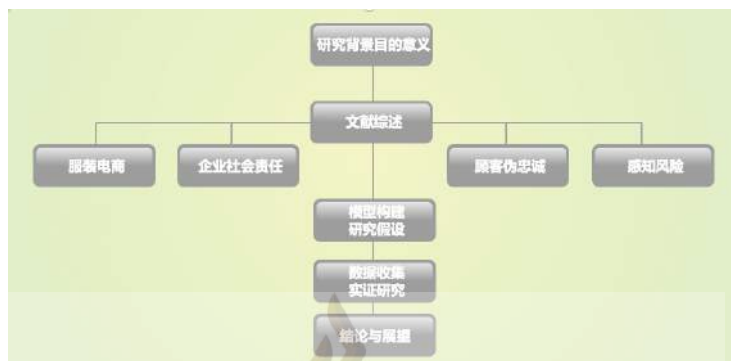 研究背景目的意义
文献综述
服装电商
企业社会责任
顾客伪忠诚
感知风险
模型构建
研究假设
数据收集
实证研究
结论与展望